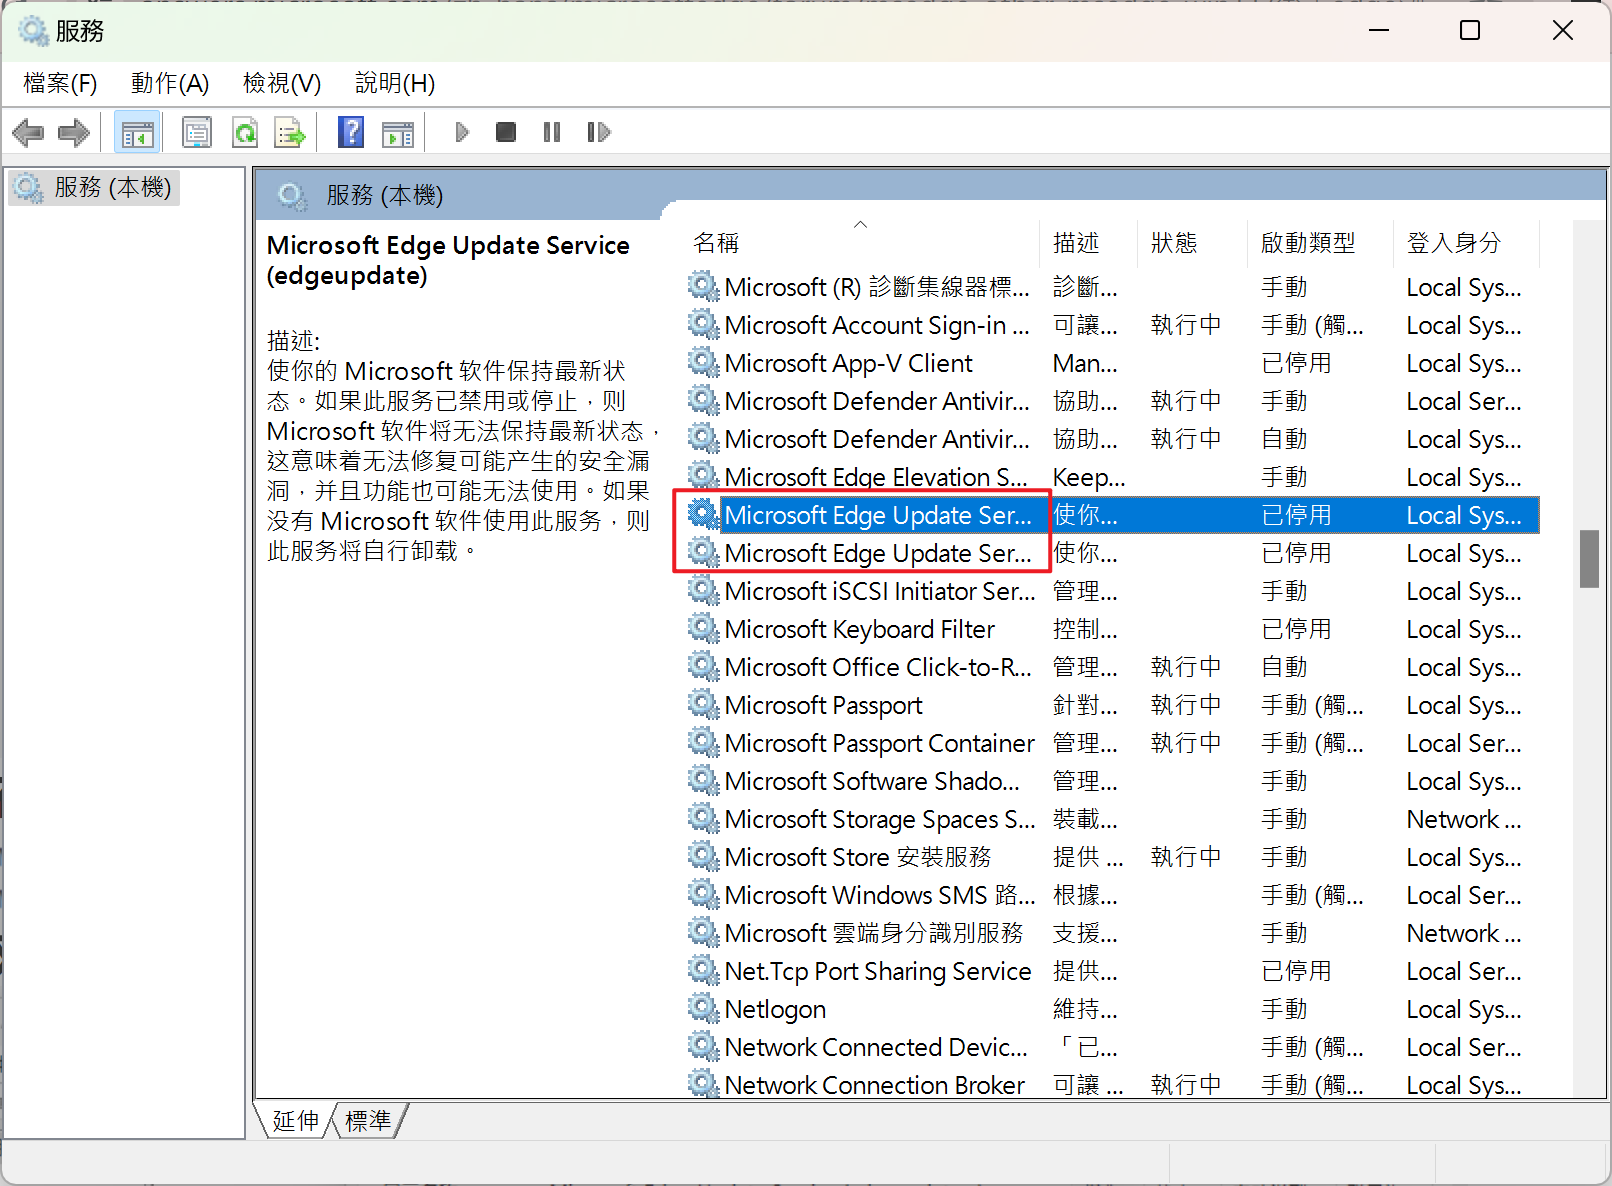 服務
檔案(F) 動作(A) 檢視(V) 說明(H)
服務 (本機)
服務 (本機)
Microsoft Edge Update Service
(edgeupdate)
描述:
使你的 Microsoft 软件保持最新状
态。如果此服务已禁用或停止，则
Microsoft 软件将无法保持最新状态，
这意味着无法修复可能产生的安全漏
洞，并且功能也可能无法使用。如果
没有 Microsoft 软件使用此服务，则
此服务将自行卸载。
名稱 描述 狀態 啟動類型 登入身分
Microsoft (R) 診斷集線器標... 診斷... 手動 Local Sys...
Microsoft Account Sign-in ... 可讓... 執行中 手動 (觸... Local Sys...
Microsoft App-V Client Man... 已停用 Local Sys...
Microsoft Defender Antivir... 協助... 執行中 手動 Local Ser...
Microsoft Defender Antivir... 協助... 執行中 自動 Local Sys...
Microsoft Edge Elevation S... Keep... 手動 Local Sys...
Microsoft Edge Update Ser... 使你... 已停用 Local Sys...
Microsoft Edge Update Ser... 使你... 已停用 Local Sys...
Microsoft iSCSI Initiator Ser... 管理... 手動 Local Sys...
Microsoft Keyboard Filter 控制... 已停用 Local Sys...
Microsoft Office Click-to-R... 管理... 執行中 自動 Local Sys...
Microsoft Passport 針對... 執行中 手動 (觸... Local Sys...
Microsoft Passport Container 管理... 執行中 手動 (觸... Local Ser...
Microsoft Software Shado... 管理... 手動 Local Sys...
Microsoft Storage Spaces S... 裝載... 手動 Network ...
Microsoft Store 安裝服務 提供 ... 執行中 手動 Local Sys...
Microsoft Windows SMS 路... 根據... 手動 (觸... Local Ser...
Microsoft 雲端身分識別服務 支援... 手動 Network ...
Net.Tcp Port Sharing Service 提供... 已停用 Local Ser...
Netlogon 維持... 手動 Local Sys...
Network Connected Devic... 「已... 手動 (觸... Local Ser...
Network Connection Broker 可讓 ... 執行中 手動 (觸... Local Sys...
延伸 標準